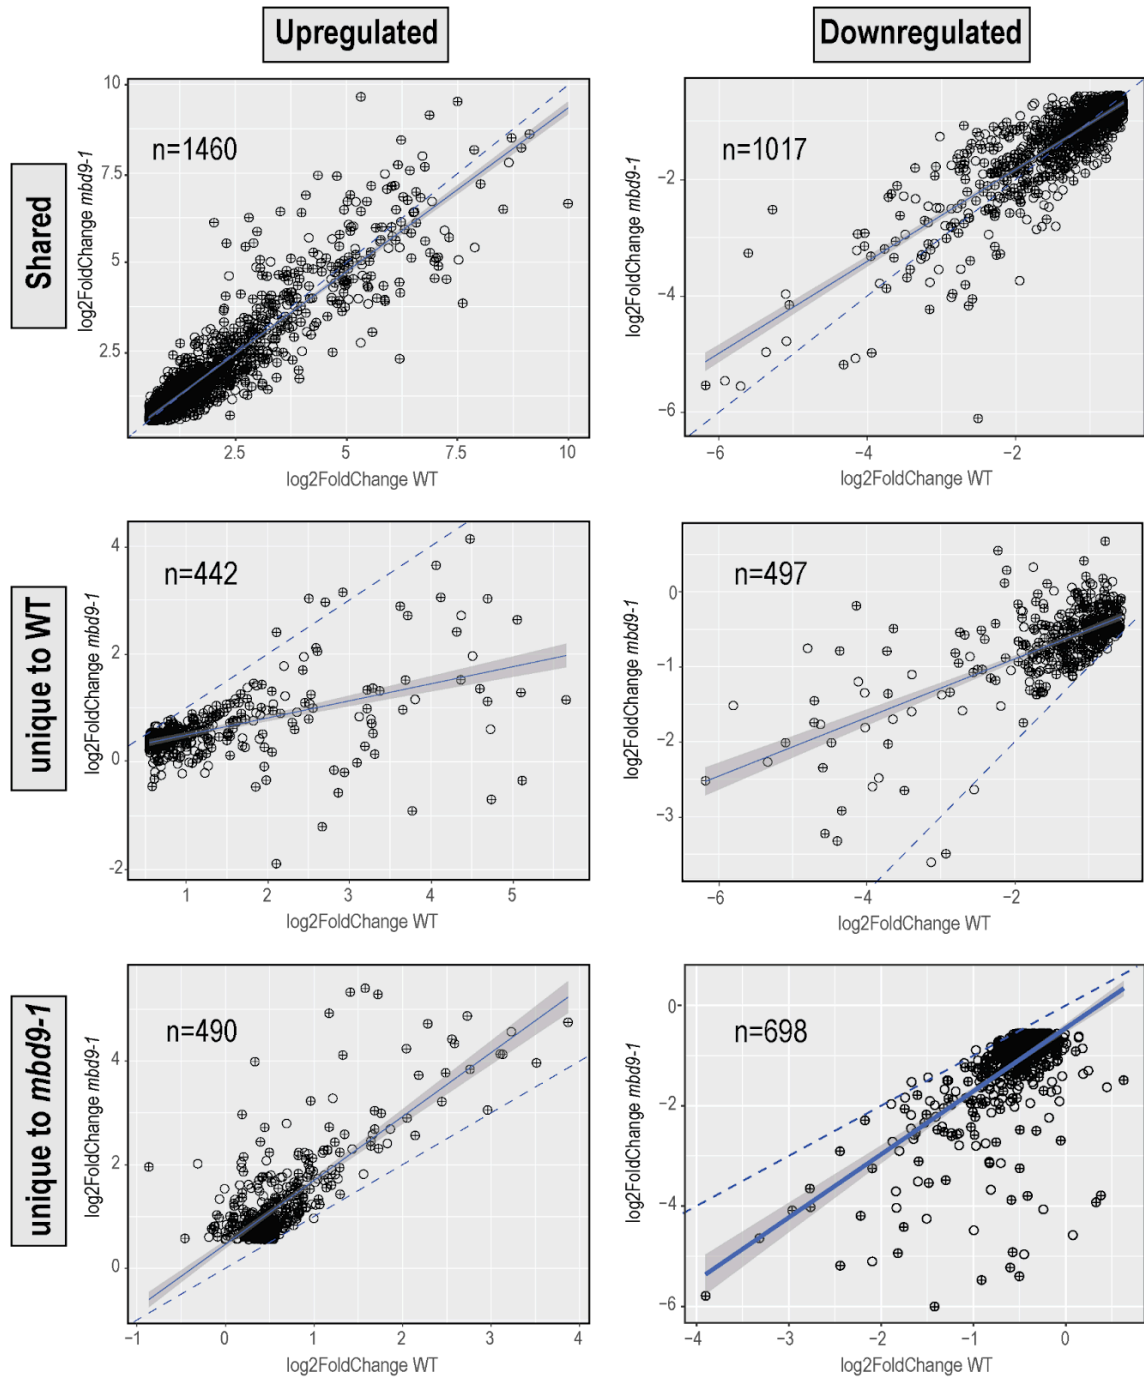 Upregulated
Downregulated
Shared
n=1460
10
7.5
5
2.5
log2FoldChange mbd9-1
2.5
5
7.5
10
log2FoldChange WT
n=1017
−2
−4
−6
log2FoldChange mbd9-1
−6
−4
−2
log2FoldChange WT
unique to WT
n=442
4
2
0
−2
log2FoldChange mbd9-1
1
2
3
4
5
log2FoldChange WT
n=497
0
−1
−2
−3
log2FoldChange mbd9-1
−6
−4
−2
log2FoldChange WT
unique to mbd9-1
n=490
4
2
0
log2FoldChange mbd9-1
−1
0
1
2
3
4
log2FoldChange WT
n=698
0
−2
−4
−6
log2FoldChange mbd9-1
−4
−3
−2
−1
0
log2FoldChange WT